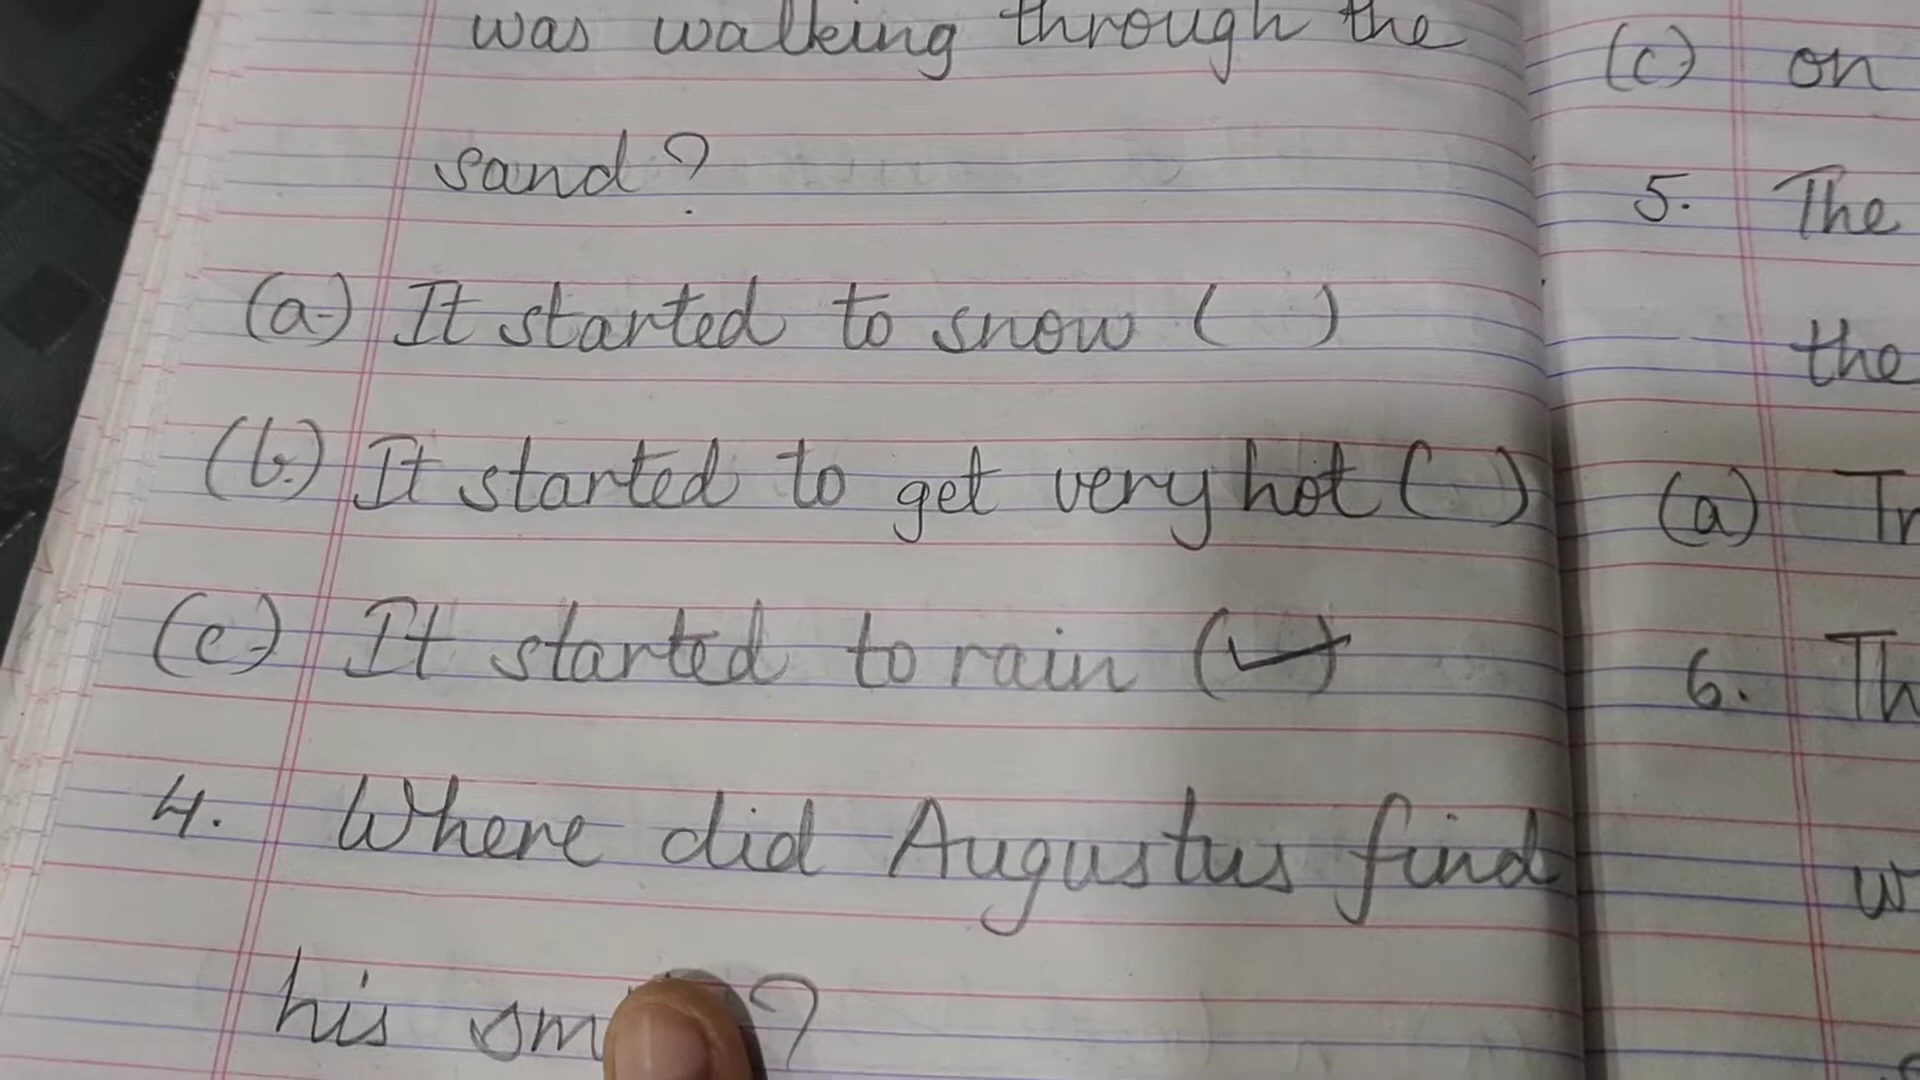 was walking through the
sand?
(a) It started to snow ( )
(b.) It started to get very hot ( )
(c) It started to rain (✓)
4. Where did Augustus find
his ?
(c) on
5. The
the
(a)
6.